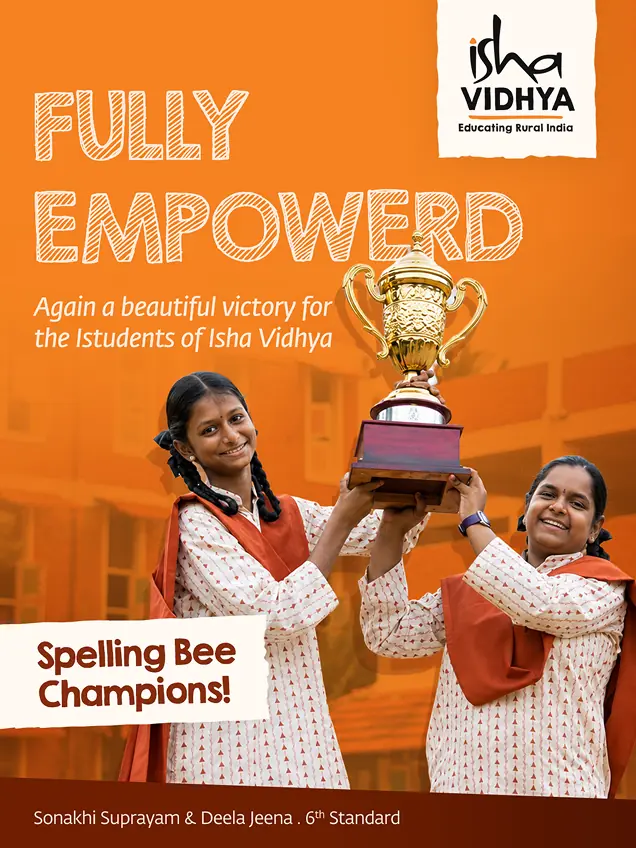 isha
VIDHYA
Educating Rural India
FULLY
EMPOWERD
Again a beautiful victory for
the Istudents of Isha Vidhya
Spelling Bee
Champions!
Sonakhi Suprayam & Deela Jeena . 6th Standard